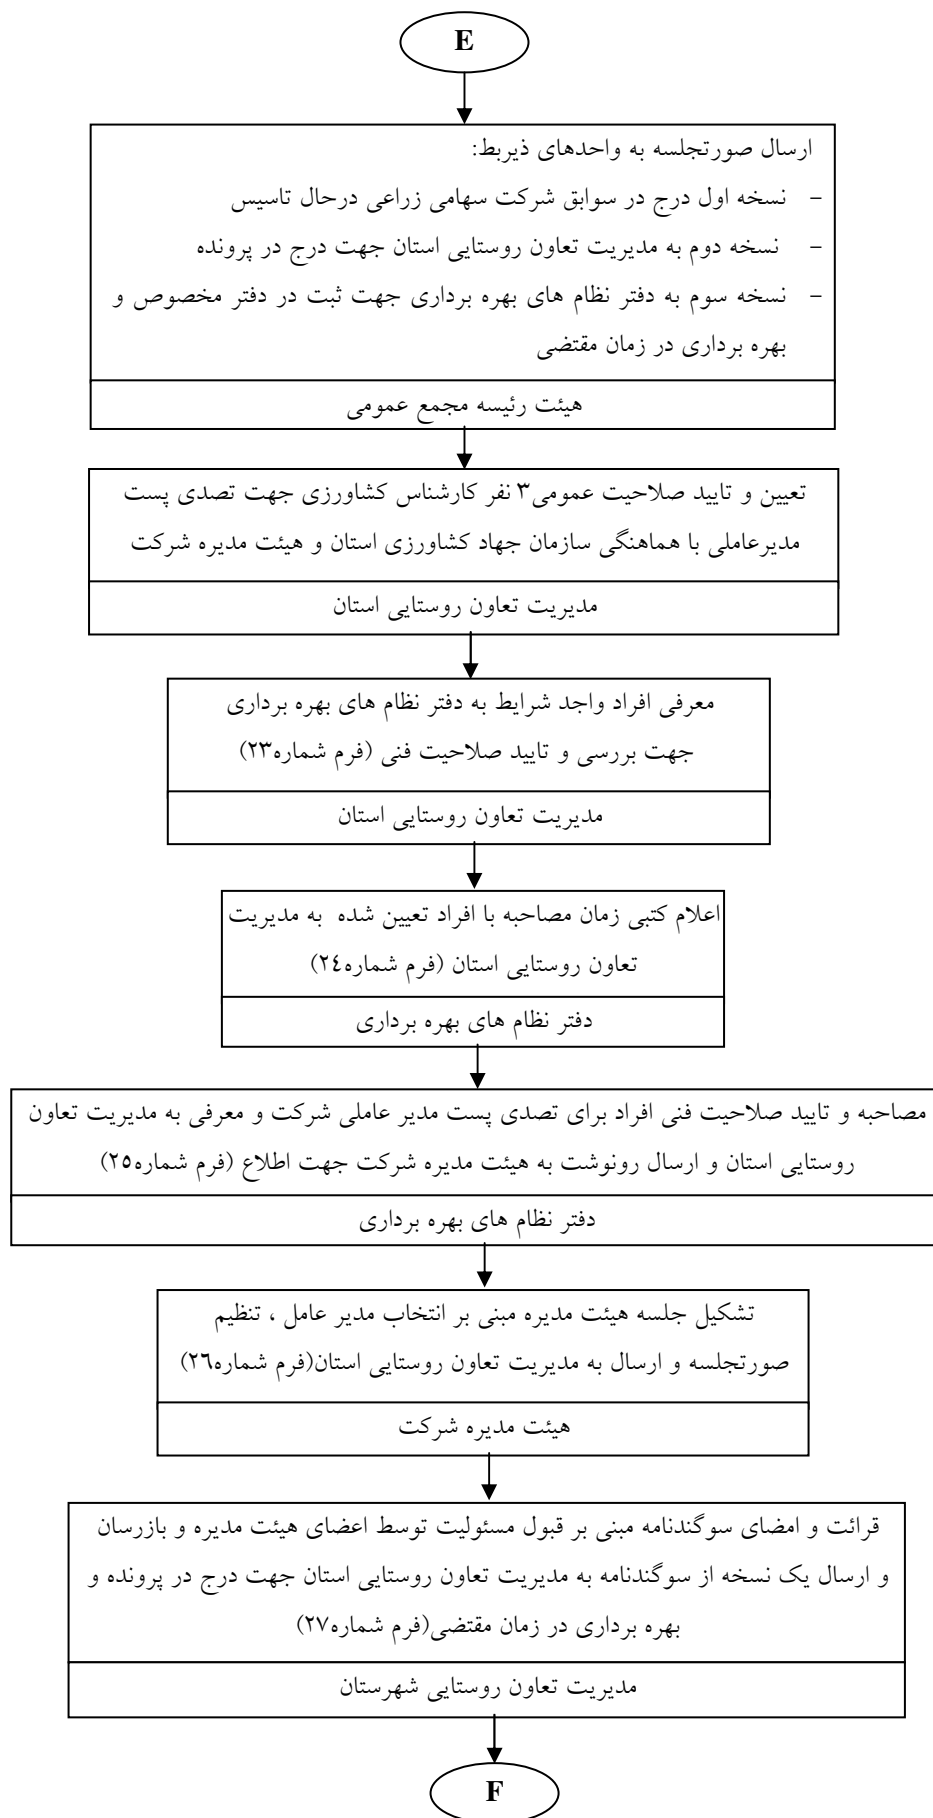 E
ارسال صورتجلسه به واحدهای ذیربط:
- نسخه اول درج در سوابق شرکت سهامی زراعی درحال تاسیس
- نسخه دوم به مدیریت تعاون روستایی استان جهت درج در پرونده
- نسخه سوم به دفتر نظام های بهره برداری جهت ثبت در دفتر مخصوص و
بهره برداری در زمان مقتضی
هیئت رئیسه مجمع عمومی
تعیین و تایید صلاحیت عمومی۳ نفر کارشناس کشاورزی جهت تصدی پست
مدیرعاملی با هماهنگی سازمان جهاد کشاورزی استان و هیئت مدیره شرکت
مدیریت تعاون روستایی استان
معرفی افراد واجد شرایط به دفتر نظام های بهره برداری
جهت بررسی و تایید صلاحیت فنی (فرم شماره۲۳)
مدیریت تعاون روستایی استان
اعلام کتبی زمان مصاحبه با افراد تعیین شده به مدیریت
تعاون روستایی استان (فرم شماره۲٤)
دفتر نظام های بهره برداری
مصاحبه و تایید صلاحیت فنی افراد برای تصدی پست مدیر عاملی شرکت و معرفی به مدیریت تعاون
روستایی استان و ارسال رونوشت به هیئت مدیره شرکت جهت اطلاع (فرم شماره۲٥)
دفتر نظام های بهره برداری
تشکیل جلسه هیئت مدیره مبنی بر انتخاب مدیر عامل ، تنظیم
صورتجلسه و ارسال به مدیریت تعاون روستایی استان(فرم شماره۲٦)
هیئت مدیره شرکت
قرائت و امضای سوگندنامه مبنی بر قبول مسئولیت توسط اعضای هیئت مدیره و بازرسان
و ارسال یک نسخه از سوگندنامه به مدیریت تعاون روستایی استان جهت درج در پرونده و
بهره برداری در زمان مقتضی(فرم شماره۲۷)
مدیریت تعاون روستایی شهرستان
F